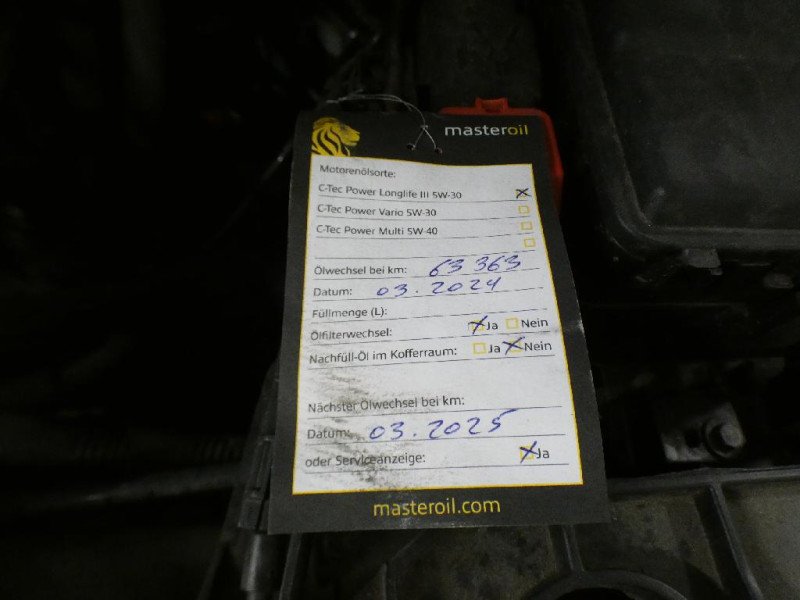 masteroil
Motorenölsorte:
C-Tec Power Longlife III 5W-30
C-Tec Power Vario 5W-30
C-Tec Power Multi 5W-40
Ölwechsel bei km: 63 363
Datum: 03.2024
Füllmenge (L):
Ölfilterwechsel: Ja Nein
Nachfüll-Öl im Kofferraum: Ja Nein
Nächster Ölwechsel bei km:
Datum: 03.2025
oder Serviceanzeige: Ja
masteroil.com